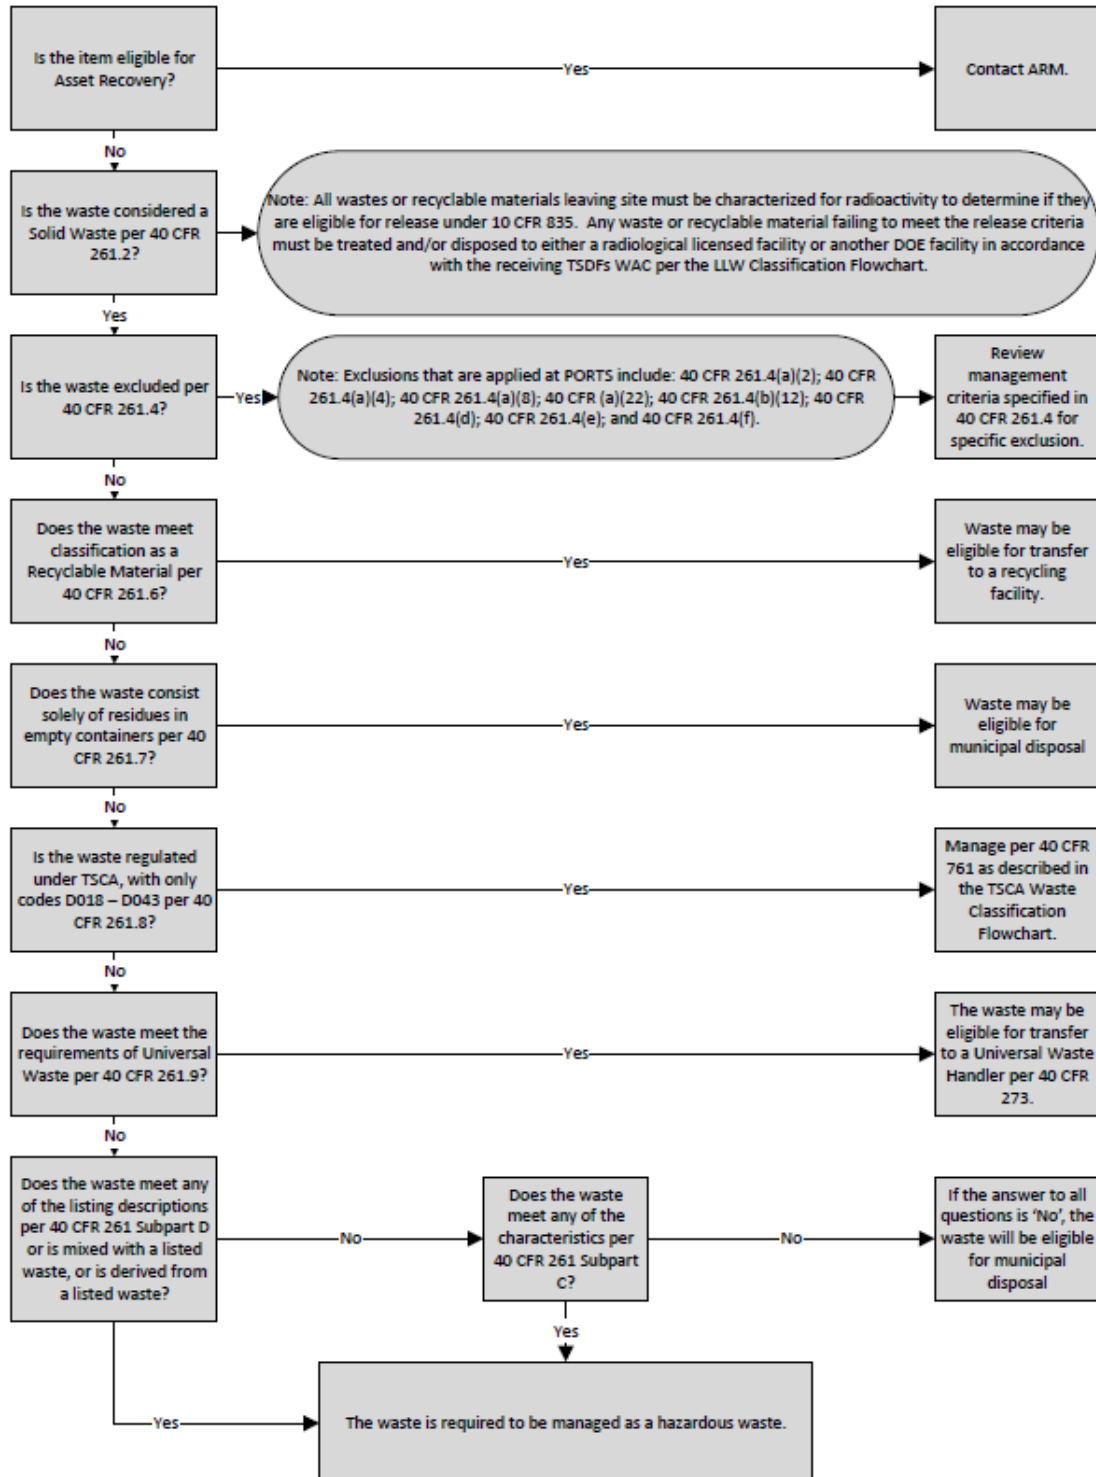 Is the item eligible for
Asset Recovery?
Yes
Contact ARM.
No
Is the waste considered a
Solid Waste per 40 CFR
261.2?
Note: All wastes or recyclable materials leaving site must be characterized for radioactivity to determine if they
are eligible for release under 10 CFR 835. Any waste or recyclable material failing to meet the release criteria
must be treated and/or disposed to either a radiological licensed facility or another DOE facility in accordance
with the receiving TSDFs WAC per the LLW Classification Flowchart.
Yes
Is the waste excluded per
40 CFR 261.4?
Yes
Note: Exclusions that are applied at PORTS include: 40 CFR 261.4(a)(2); 40 CFR
261.4(a)(4); 40 CFR 261.4(a)(8); 40 CFR (a)(22); 40 CFR 261.4(b)(12); 40 CFR
261.4(d); 40 CFR 261.4(e); and 40 CFR 261.4(f).
Review
management
criteria specified in
40 CFR 261.4 for
specific exclusion.
No
Does the waste meet
classification as a
Recyclable Material per
40 CFR 261.6?
Yes
Waste may be
eligible for transfer
to a recycling
facility.
No
Does the waste consist
solely of residues in
empty containers per 40
CFR 261.7?
Yes
Waste may be
eligible for
municipal disposal
No
Is the waste regulated
under TSCA, with only
codes D018 – D043 per 40
CFR 261.8?
Yes
Manage per 40 CFR
761 as described in
the TSCA Waste
Classification
Flowchart.
No
Does the waste meet the
requirements of Universal
Waste per 40 CFR 261.9?
Yes
The waste may be
eligible for transfer
to a Universal Waste
Handler per 40 CFR
273.
No
Does the waste meet any
of the listing descriptions
per 40 CFR 261 Subpart D
or is mixed with a listed
waste, or is derived from
a listed waste?
No
Does the waste
meet any of the
characteristics per
40 CFR 261 Subpart
C?
No
If the answer to all
questions is ‘No’, the
waste will be eligible
for municipal
disposal
Yes
Yes
The waste is required to be managed as a hazardous waste.